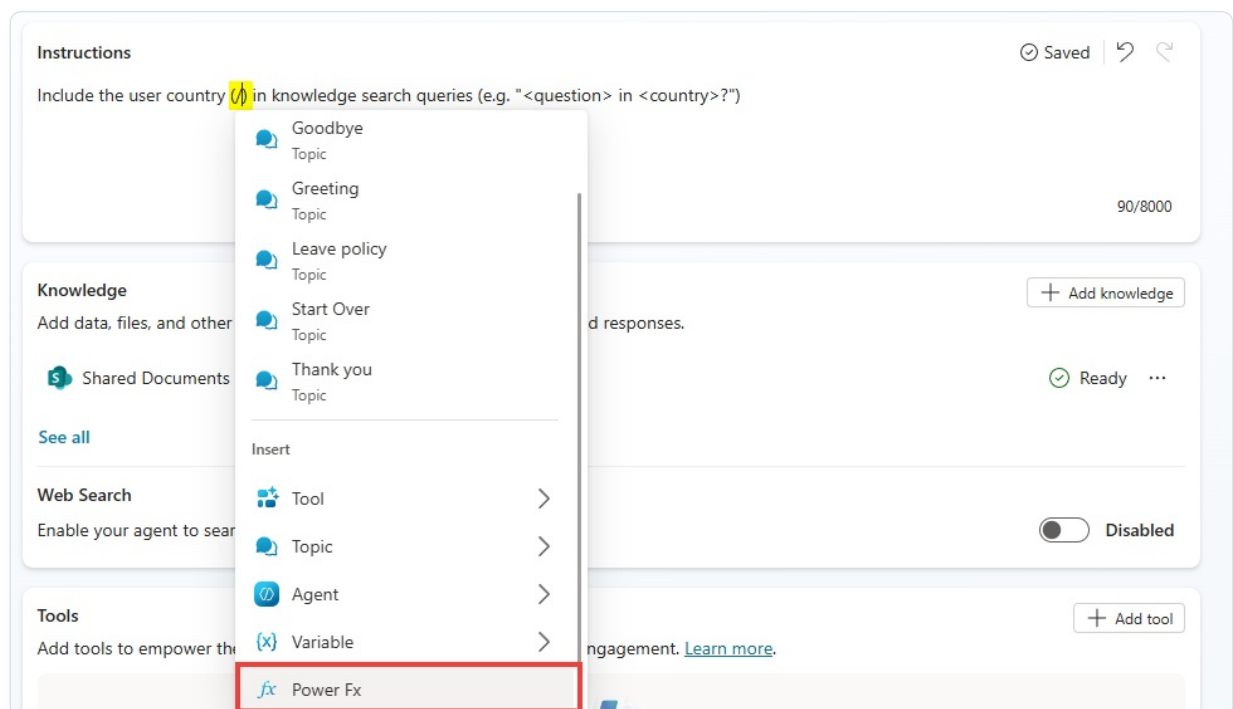 Instructions
Saved
Include the user country (/) in knowledge search queries (e.g. "<question> in <country>?")
Goodbye
Topic
Greeting
Topic
90/8000
Leave policy
Topic
Knowledge
Add knowledge
Start Over
Add data, files, and other
d responses.
Topic
Thank you
Shared Documents
Ready
Topic
See all
Insert
Web Search
Tool
Enable your agent to sear
Disabled
Topic
Agent
Tools
Add tool
{x} Variable
Add tools to empower the
ngagement. Learn more.
fx Power Fx